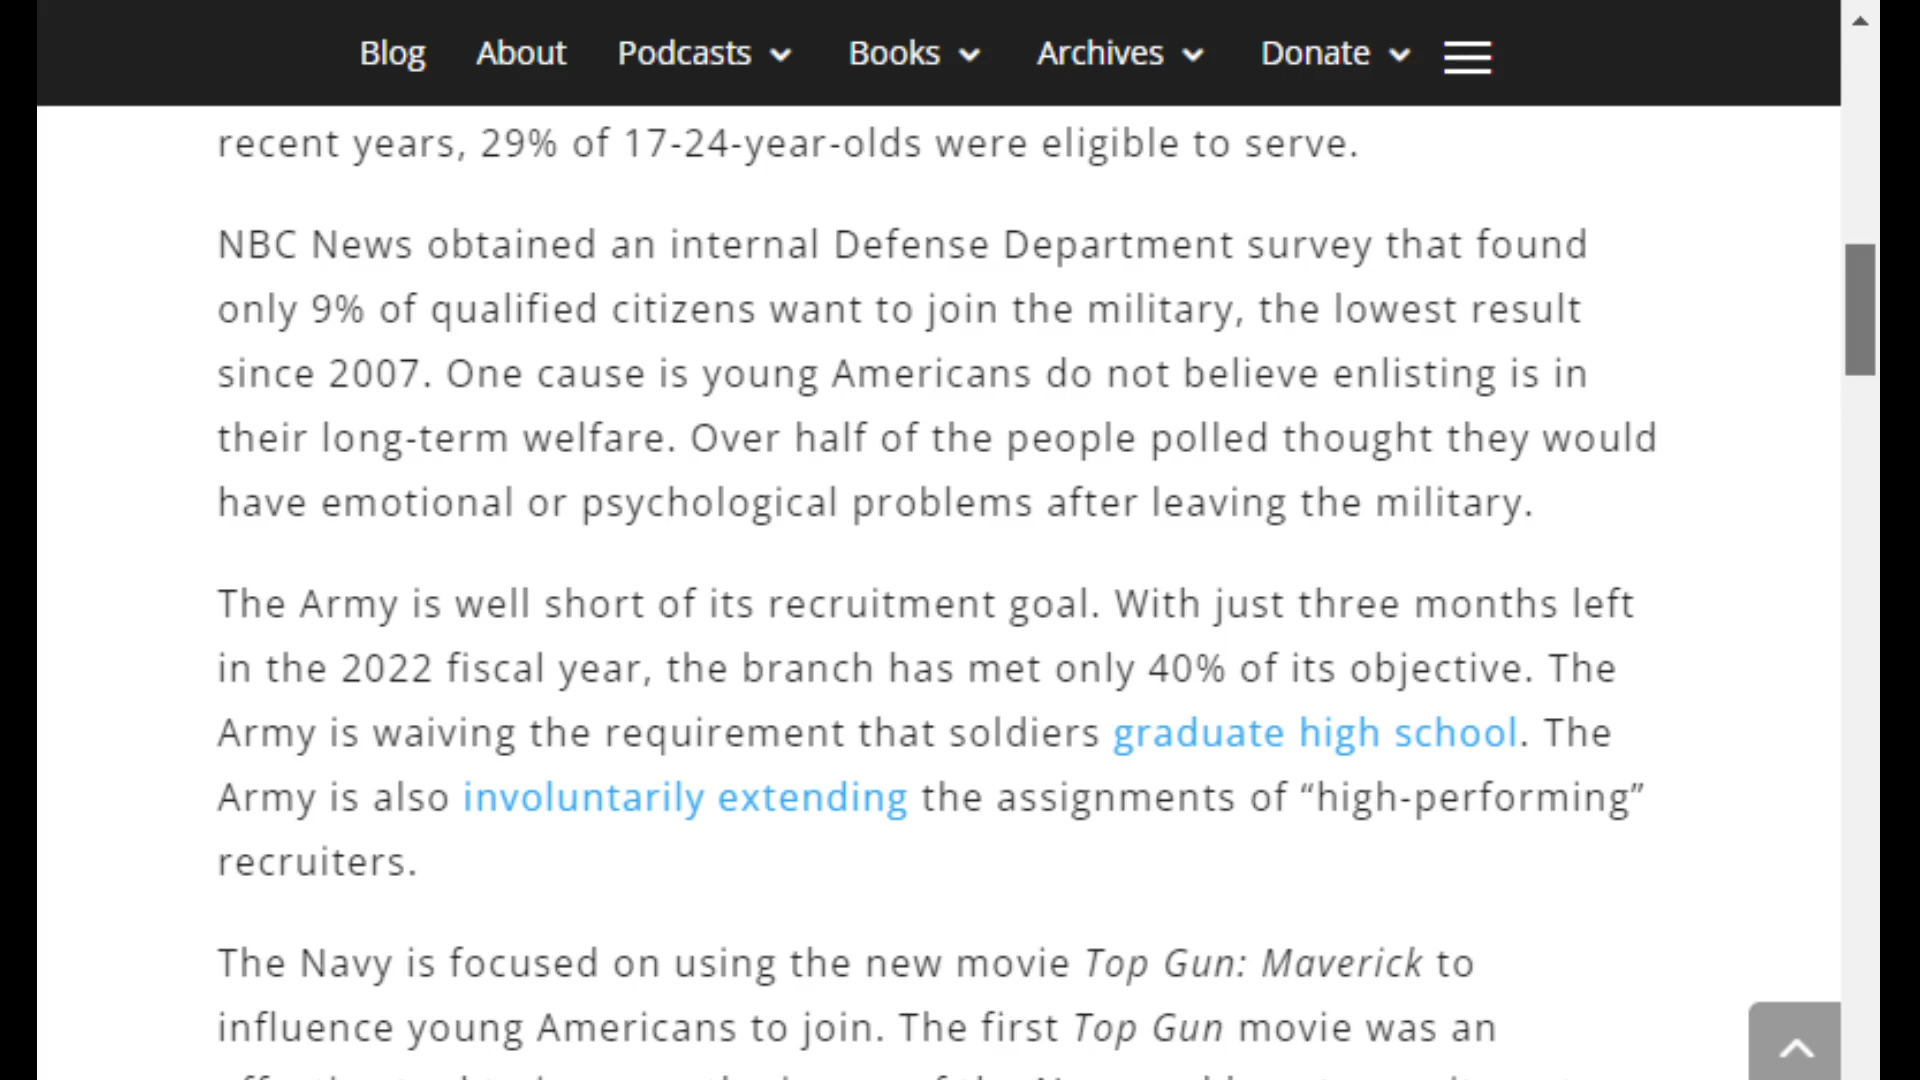 Blog About Podcasts Books Archives Donate
recent years, 29% of 17-24-year-olds were eligible to serve.
NBC News obtained an internal Defense Department survey that found
only 9% of qualified citizens want to join the military, the lowest result
since 2007. One cause is young Americans do not believe enlisting is in
their long-term welfare. Over half of the people polled thought they would
have emotional or psychological problems after leaving the military.
The Army is well short of its recruitment goal. With just three months left
in the 2022 fiscal year, the branch has met only 40% of its objective. The
Army is waiving the requirement that soldiers graduate high school. The
Army is also involuntarily extending the assignments of “high-performing”
recruiters.
The Navy is focused on using the new movie Top Gun: Maverick to
influence young Americans to join. The first Top Gun movie was an